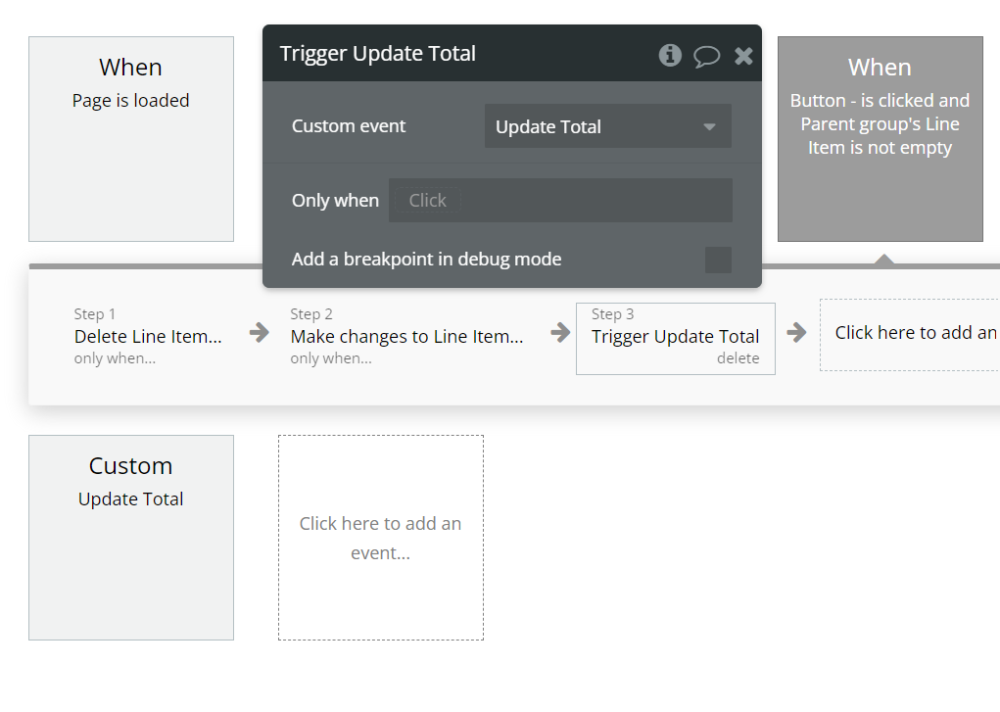 When
Page is loaded
Trigger Update Total
Custom event
Update Total
Only when
Click
Add a breakpoint in debug mode
When
Button - is clicked and
Parent group's Line
Item is not empty
Step 1
Delete Line Item...
only when...
Step 2
Make changes to Line Item...
only when...
Step 3
Trigger Update Total
delete
Click here to add an
Custom
Update Total
Click here to add an
event...